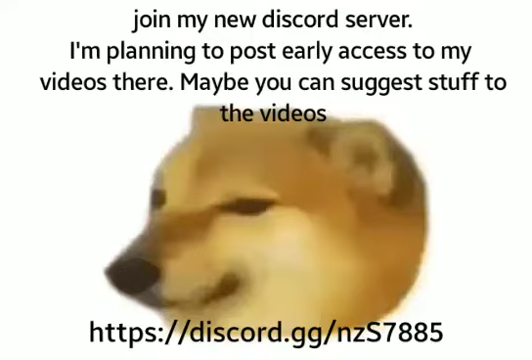 join my new discord server.
I'm planning to post early access to my
videos there. Maybe you can suggest stuff to
the videos
https://discord.gg/nzS7885